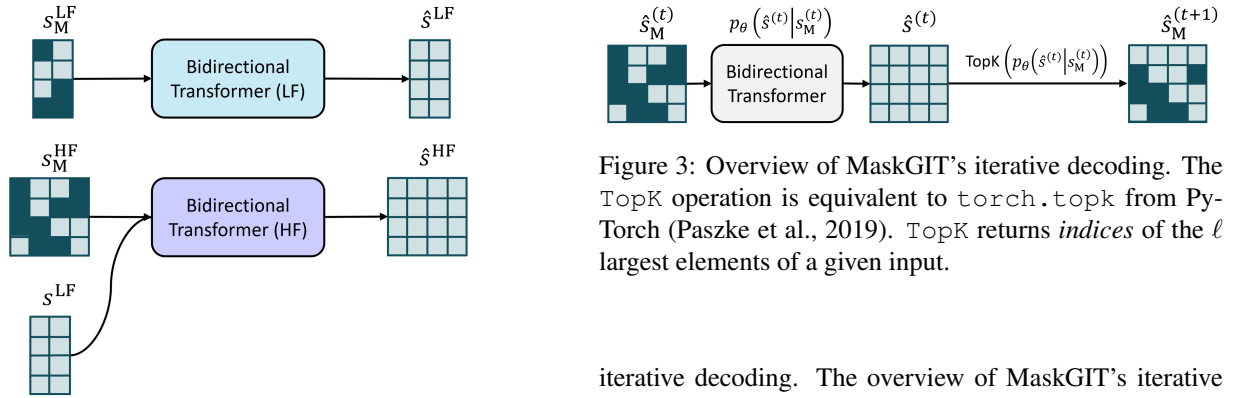 s_M^LF
ŝ^LF
Bidirectional
Transformer (LF)
s_M^HF
ŝ^HF
Bidirectional
Transformer (HF)
s^LF
ŝ_M^(t)
p_θ(ŝ^(t)|s_M^(t))
ŝ^(t)
ŝ_M^(t+1)
Bidirectional
Transformer
TopK(p_θ(ŝ^(t)|s_M^(t)))
Figure 3: Overview of MaskGIT's iterative decoding. The
TopK operation is equivalent to torch.topk from Py-
Torch (Paszke et al., 2019). TopK returns indices of the ℓ
largest elements of a given input.
iterative decoding. The overview of MaskGIT's iterative